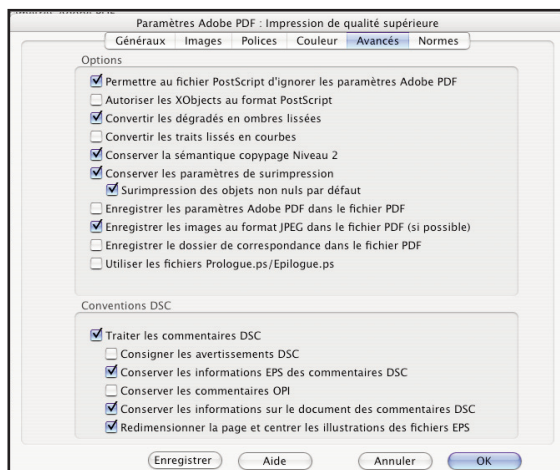 Paramètres Adobe PDF : Impression de qualité supérieure
Généraux Images Polices Couleur Avancés Normes
Options
Permettre au fichier PostScript d'ignorer les paramètres Adobe PDF
Autoriser les XObjects au format PostScript
Convertir les dégradés en ombres lissées
Convertir les traits lissés en courbes
Conserver la sémantique copypage Niveau 2
Conserver les paramètres de surimpression
Surimpression des objets non nuls par défaut
Enregistrer les paramètres Adobe PDF dans le fichier PDF
Enregistrer les images au format JPEG dans le fichier PDF (si possible)
Enregistrer le dossier de correspondance dans le fichier PDF
Utiliser les fichiers Prologue.ps/Epilogue.ps
Conventions DSC
Traiter les commentaires DSC
Consigner les avertissements DSC
Conserver les informations EPS des commentaires DSC
Conserver les commentaires OPI
Conserver les informations sur le document des commentaires DSC
Redimensionner la page et centrer les illustrations des fichiers EPS
Enregistrer Aide Annuler OK